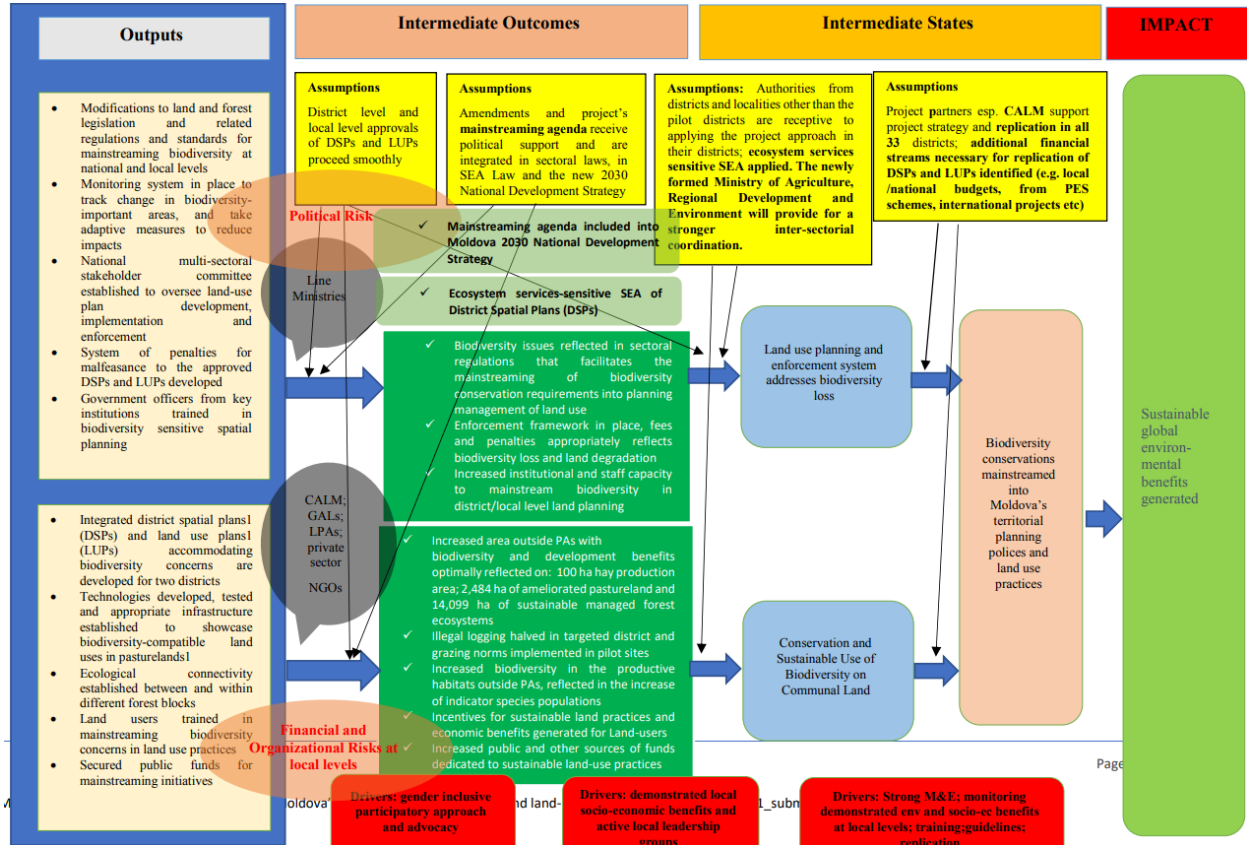 Outputs
Intermediate Outcomes
Intermediate States
IMPACT
Modifications to land and forest
legislation and related
regulations and standards for
mainstreaming biodiversity at
national and local levels
Monitoring system in place to
track change in biodiversity-
important areas, and take
adaptive measures to reduce
impacts
National multi-sectoral
stakeholder committee
established to oversee land-use
plan development,
implementation and
enforcement
System of penalties for
malfeasance to the approved
DSPs and LUPs developed
Government officers from key
institutions trained in
biodiversity sensitive spatial
planning
Integrated district spatial plans1
(DSPs) and land use plans1
(LUPs) accommodating
biodiversity concerns are
developed for two districts
Technologies developed, tested
and appropriate infrastructure
established to showcase
biodiversity-compatible land
uses in pasturelands1
Ecological connectivity
established between and within
different forest blocks
Land users trained in
mainstreaming biodiversity
concerns in land use practices
Secured public funds for
mainstreaming initiatives
Assumptions
District level and
local level approvals
of DSPs and LUPs
proceed smoothly
Assumptions
Amendments and project's
mainstreaming agenda receive
political support and are
integrated in sectoral laws, in
SEA Law and the new 2030
National Development Strategy
Assumptions: Authorities from
districts and localities other than the
pilot districts are receptive to
applying the project approach in
their districts; ecosystem services
sensitive SEA applied. The newly
formed Ministry of Agriculture,
Regional Development and
Environment will provide for a
stronger inter-sectorial
coordination.
Assumptions
Project partners esp. CALM support
project strategy and replication in all
33 districts; additional financial
streams necessary for replication of
DSPs and LUPs identified (e.g. local
/national budgets, from PES
schemes, international projects etc)
Political Risk
Line
Ministries
Mainstreaming agenda included into
Moldova 2030 National Development
Strategy
Ecosystem services-sensitive SEA of
District Spatial Plans (DSPs)
Biodiversity issues reflected in sectoral
regulations that facilitates the
mainstreaming of biodiversity
conservation requirements into planning
management of land use
Enforcement framework in place, fees
and penalties appropriately reflects
biodiversity loss and land degradation
Increased institutional and staff capacity
to mainstream biodiversity in
district/local level land planning
CALM;
GALs;
LPAs;
private
sector
NGOs
Increased area outside PAs with
biodiversity and development benefits
optimally reflected on: 100 ha hay production
area; 2,484 ha of ameliorated pastureland and
14,099 ha of sustainable managed forest
ecosystems
Illegal logging halved in targeted district and
grazing norms implemented in pilot sites
Increased biodiversity in the productive
habitats outside PAs, reflected in the increase
of indicator species populations
Incentives for sustainable land practices and
economic benefits generated for Land-users
Increased public and other sources of funds
dedicated to sustainable land-use practices
Financial and
Organizational Risks at
local levels
Land use planning and
enforcement system
addresses biodiversity
loss
Conservation and
Sustainable Use of
Biodiversity on
Communal Land
Biodiversity
conservations
mainstreamed
into
Moldova's
territorial
planning
polices and
land use
practices
Sustainable
global
environ-
mental
benefits
generated
Page
oldova'
nd land-
1_subm
Drivers: gender inclusive
participatory approach
and advocacy
Drivers: demonstrated local
socio-economic benefits and
active local leadership
groups
Drivers: Strong M&E; monitoring
demonstrated env and socio-ec benefits
at local levels; training;guidelines;
replication